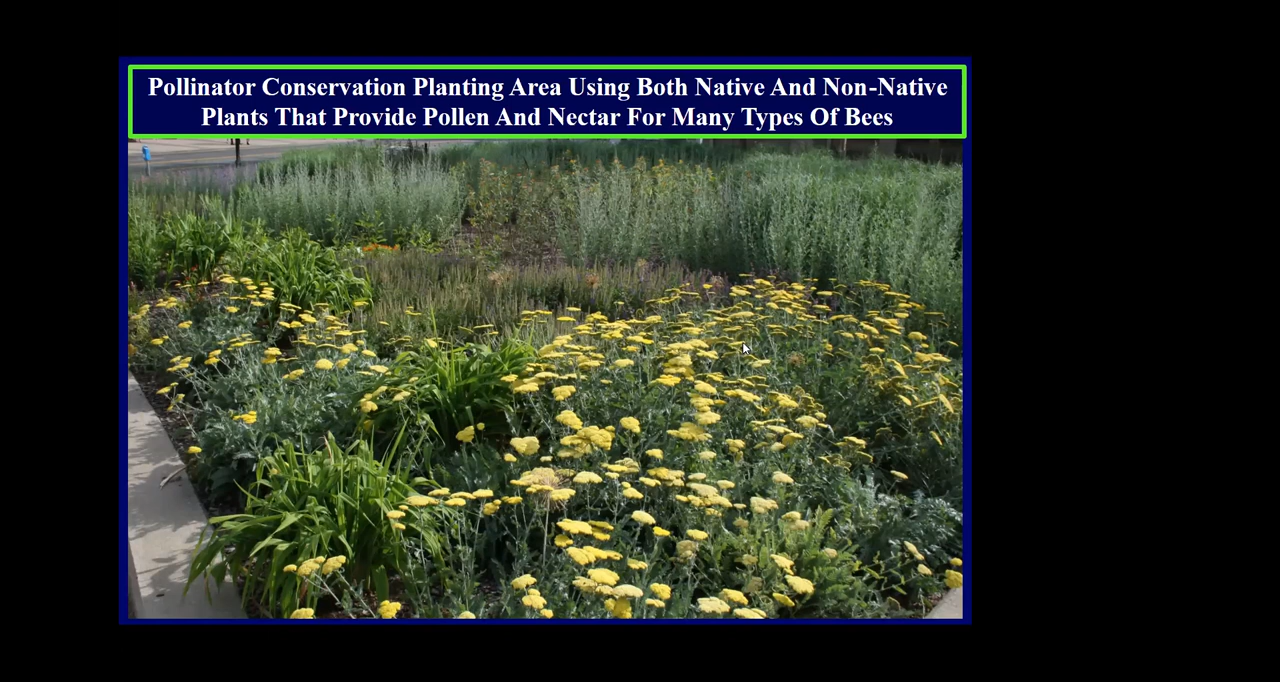 Pollinator Conservation Planting Area Using Both Native And Non-Native
Plants That Provide Pollen And Nectar For Many Types Of Bees